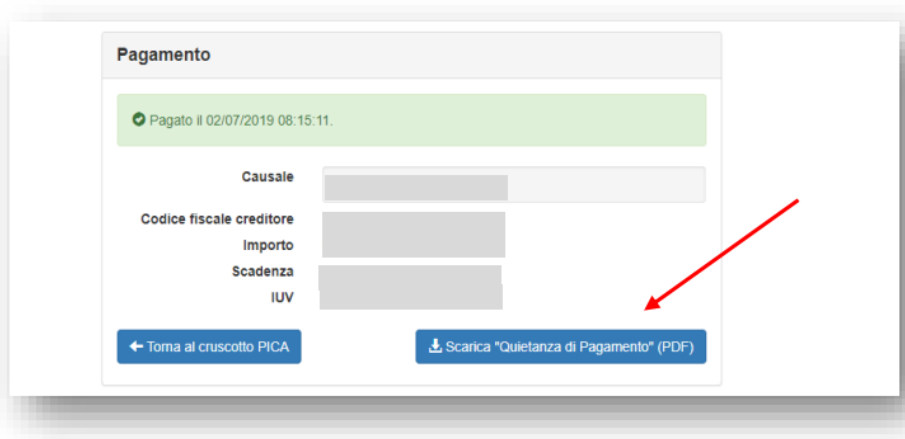 Pagamento
Pagato il 02/07/2019 08:15:11.
Causale
Codice fiscale creditore
Importo
Scadenza
IUV
Torna al cruscotto PICA
Scarica "Quietanza di Pagamento" (PDF)